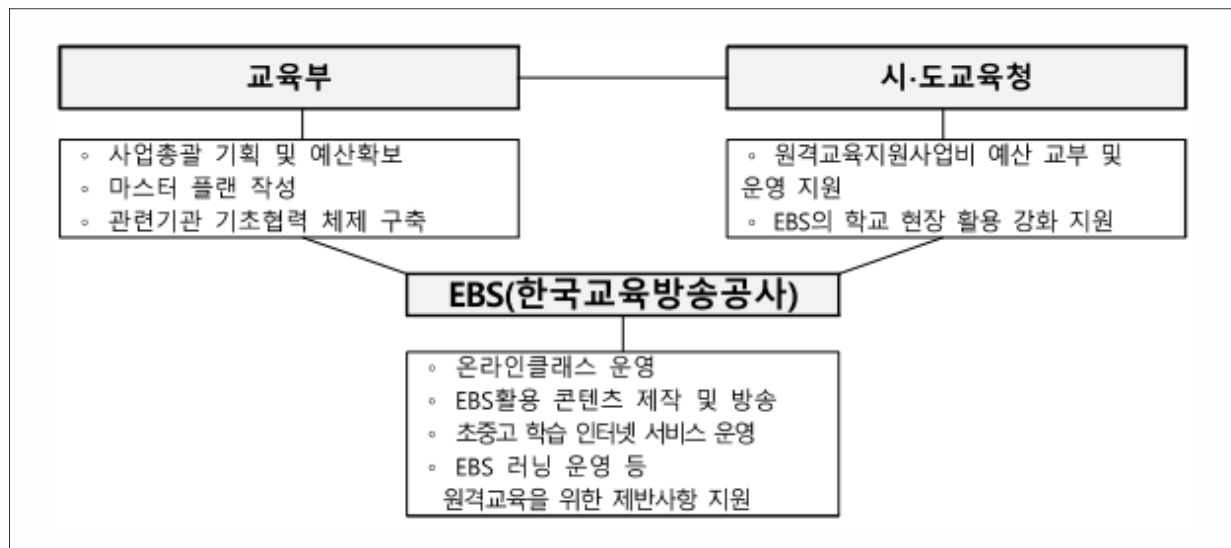 교육부
시·도교육청
◦ 사업총괄 기획 및 예산확보
◦ 마스터 플랜 작성
◦ 관련기관 기초협력 체제 구축
◦ 원격교육지원사업비 예산 교부 및
운영 지원
◦ EBS의 학교 현장 활용 강화 지원
EBS(한국교육방송공사)
◦ 온라인클래스 운영
◦ EBS활용 콘텐츠 제작 및 방송
◦ 초중고 학습 인터넷 서비스 운영
◦ EBS 러닝 운영 등
원격교육을 위한 제반사항 지원